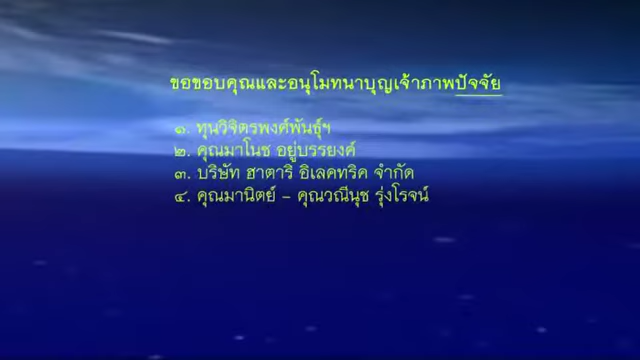 ขอขอบคุณและอนุโมทนาบุญเจ้าภาพปัจจัย
๑. ทุนวิจิตรพงศ์พันธุ์ฯ
๒. คุณมาโนช อยู่บรรยงค์
๓. บริษัท ฮาตาริ อิเลคทริค จำกัด
๔. คุณมานิตย์ – คุณวณีนุช รุ่งโรจน์